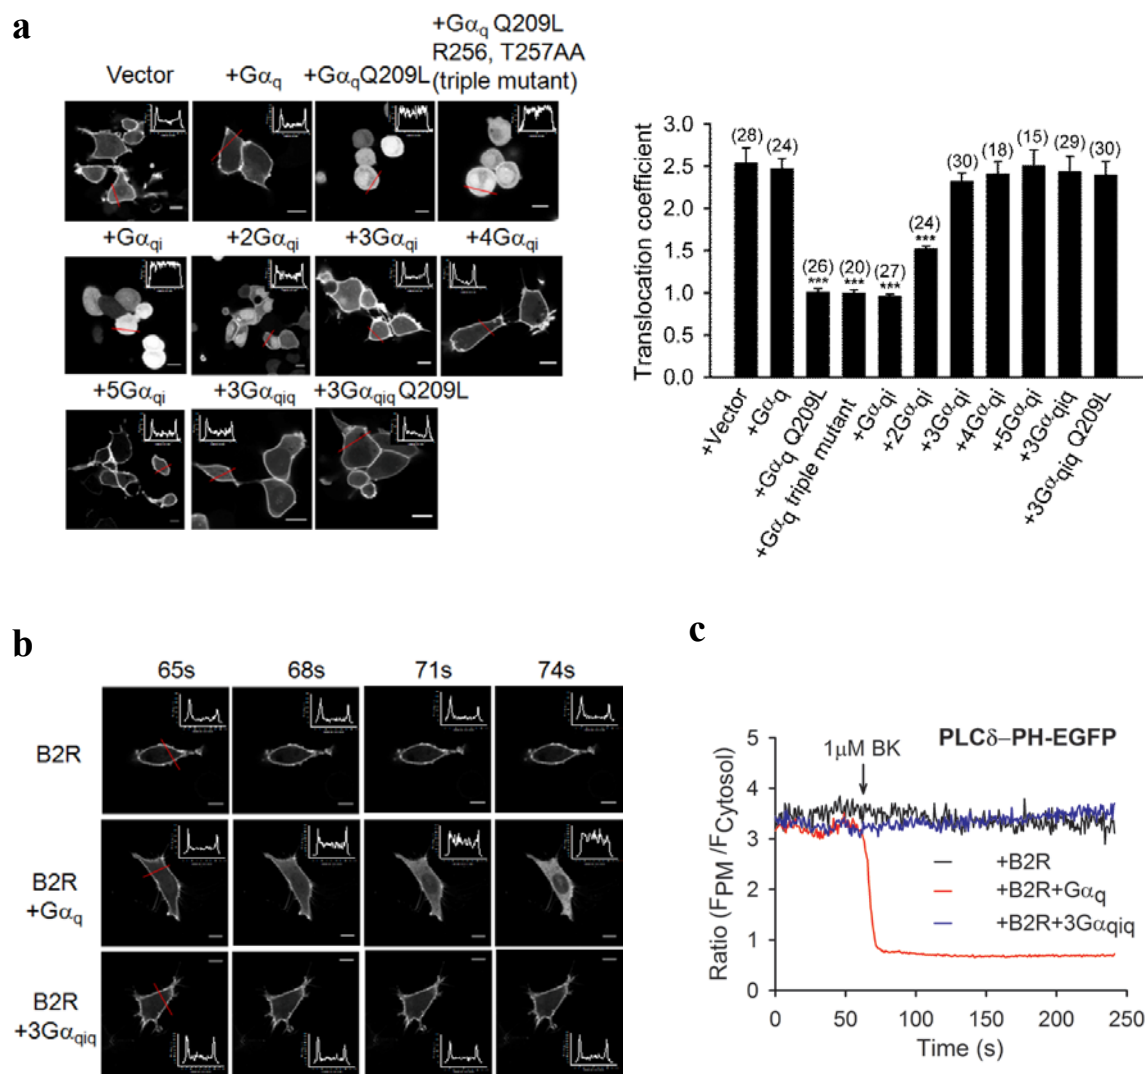 a
+Gαq Q209L
R256, T257AA
(triple mutant)
Vector +Gαq +GαqQ209L
+Gαqi +2Gαqi +3Gαqi +4Gαqi
+5Gαqi +3Gαqiq +3Gαqiq Q209L
Translocation coefficient
3.0
2.5
2.0
1.5
1.0
0.5
0.0
(28) (24) (26) (20) (27) (24) (30) (18) (15) (29) (30)
*** *** *** ***
+Vector
+Gαq
+Gαq Q209L
+Gαq triple mutant
+Gαqi
+2Gαqi
+3Gαqi
+4Gαqi
+5Gαqi
+3Gαqiq
+3Gαqiq Q209L
b
65s 68s 71s 74s
B2R
B2R
+Gαq
B2R
+3Gαqiq
c
PLCδ–PH-EGFP
1μM BK
Ratio (FPM /FCytosol)
5
4
3
2
1
0
+B2R
+B2R+Gαq
+B2R+3Gαqiq
0 50 100 150 200 250
Time (s)